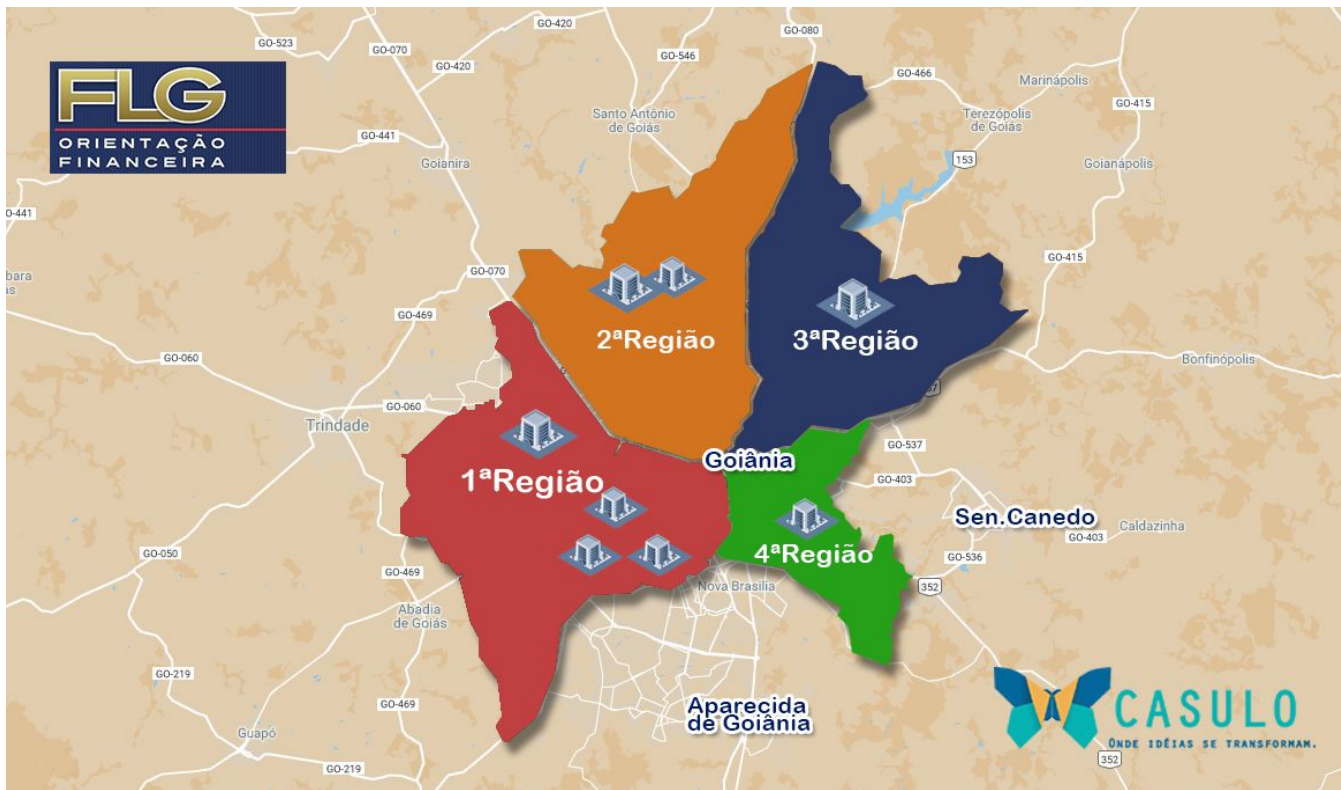 GO-420
GO-080
GO-523
GO-070
GO-546
GO-420
GO-466
Marinápolis
GO-415
FLG
ORIENTAÇÃO
FINANCEIRA
Santo Antônio
de Goiás
Terezópolis
de Goiás
GO-441
Goianira
153
Goianápolis
GO-441
GO-415
GO-070
GO-469
2ªRegião
3ªRegião
GO-060
Bonfinópolis
GO-060
Trindade
GO-537
Goiânia
1ªRegião
GO-403
Sen.Canedo
Caldazinha
GO-403
GO-050
4ªRegião
GO-536
GO-469
Nova Brasilia
352
Abadia
de Goiás
GO-219
GO-469
Aparecida
de Goiânia
CASULO
ONDE IDÉIAS SE TRANSFORMAM.
Guapó
GO-219
352